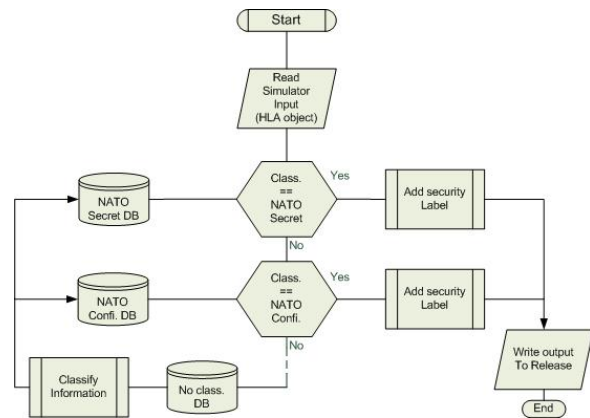 Start
Read
Simulator
Input
(HLA object)
Class.
==
NATO
Secret
Yes
Add security
Label
NATO
Secret DB
No
Class.
==
NATO
Confi.
Yes
Add security
Label
NATO
Confi. DB
No
Classify
Information
No class.
DB
Write output
To Release
End